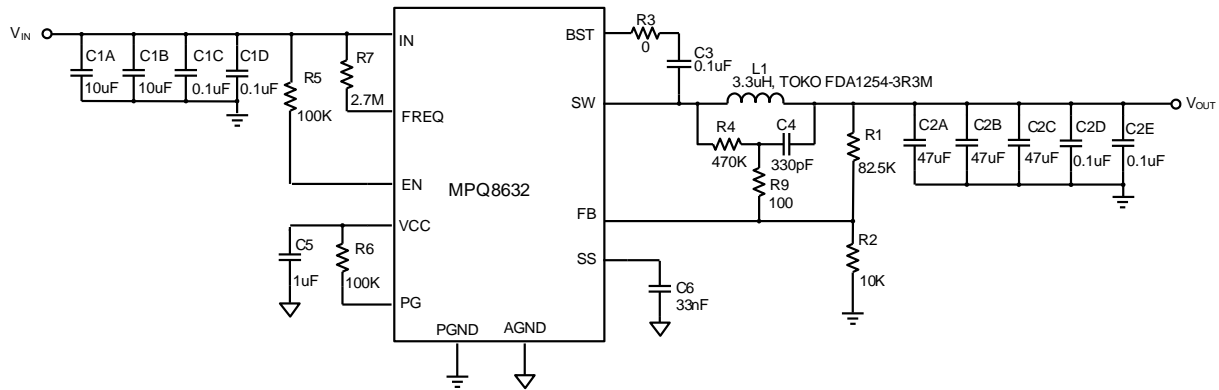 VIN
C1A
10uF
C1B
10uF
C1C
0.1uF
C1D
0.1uF
R5
100K
R7
2.7M
C5
1uF
R6
100K
IN
FREQ
EN
VCC
PG
MPQ8632
PGND
AGND
BST
SW
FB
SS
R3
0
C3
0.1uF
L1
3.3uH, TOKO FDA1254-3R3M
R4
470K
C4
330pF
R9
100
R1
82.5K
R2
10K
C6
33nF
C2A
47uF
C2B
47uF
C2C
47uF
C2D
0.1uF
C2E
0.1uF
VOUT